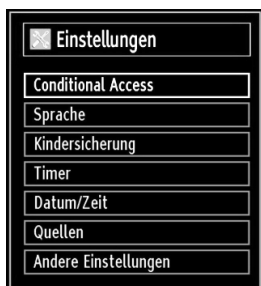 Einstellungen
Conditional Access
Sprache
Kindersicherung
Timer
Datum/Zeit
Quellen
Andere Einstellungen